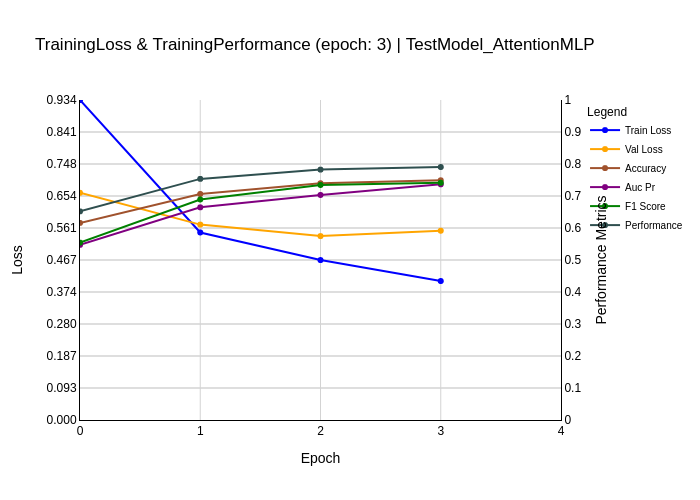 TrainingLoss & TrainingPerformance (epoch: 3) | TestModel_AttentionMLP
Legend
Train Loss
Val Loss
Accuracy
Auc Pr
F1 Score
Performance
Loss
0.934
0.841
0.748
0.654
0.561
0.467
0.374
0.280
0.187
0.093
0.000
1
0.9
0.8
0.7
0.6
0.5
0.4
0.3
0.2
0.1
0
Performance Metrics
0 1 2 3 4
Epoch